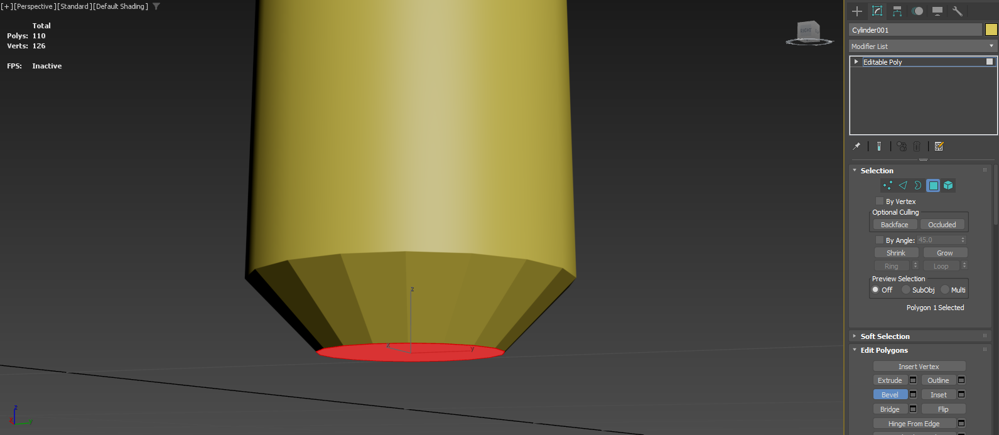 [+][Perspective][Standard][Default Shading]
Total
Polys: 110
Verts: 126
FPS: Inactive
RIGHT
z
x
y
z
y
Cylinder001
Modifier List
Editable Poly
Selection
By Vertex
Optional Culling
Backface Occluded
By Angle: 45.0
Shrink Grow
Ring Loop
Preview Selection
Off SubObj Multi
Polygon 1 Selected
Soft Selection
Edit Polygons
Insert Vertex
Extrude Outline
Bevel Inset
Bridge Flip
Hinge From Edge